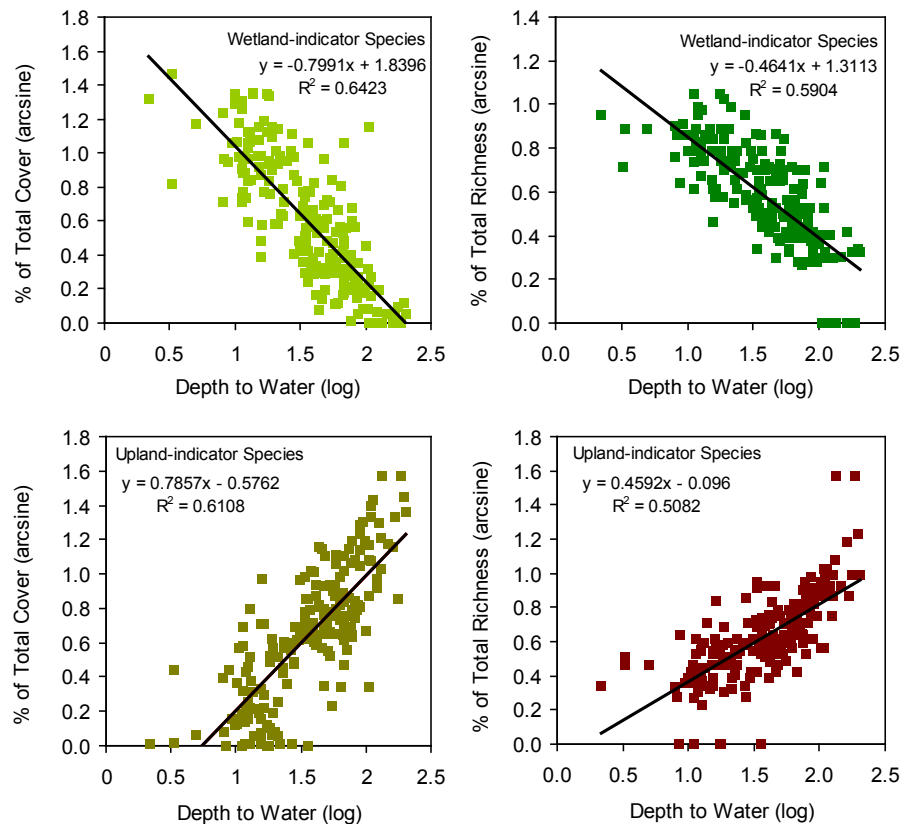 Wetland-indicator Species
y = -0.7991x + 1.8396
R² = 0.6423
% of Total Cover (arcsine)
1.8
1.6
1.4
1.2
1.0
0.8
0.6
0.4
0.2
0.0
0.0 0.5 1.0 1.5 2.0 2.5
Depth to Water (log)
Wetland-indicator Species
y = -0.4641x + 1.3113
R² = 0.5904
% of Total Richness (arcsine)
1.4
1.2
1.0
0.8
0.6
0.4
0.2
0.0
0.0 0.5 1.0 1.5 2.0 2.5
Depth to Water (log)
Upland-indicator Species
y = 0.7857x - 0.5762
R² = 0.6108
% of Total Cover (arcsine)
1.8
1.6
1.4
1.2
1.0
0.8
0.6
0.4
0.2
0.0
0.0 0.5 1.0 1.5 2.0 2.5
Depth to Water (log)
Upland-indicator Species
y = 0.4592x - 0.096
R² = 0.5082
% of Total Richness (arcsine)
1.8
1.6
1.4
1.2
1.0
0.8
0.6
0.4
0.2
0.0
0.0 0.5 1.0 1.5 2.0 2.5
Depth to Water (log)